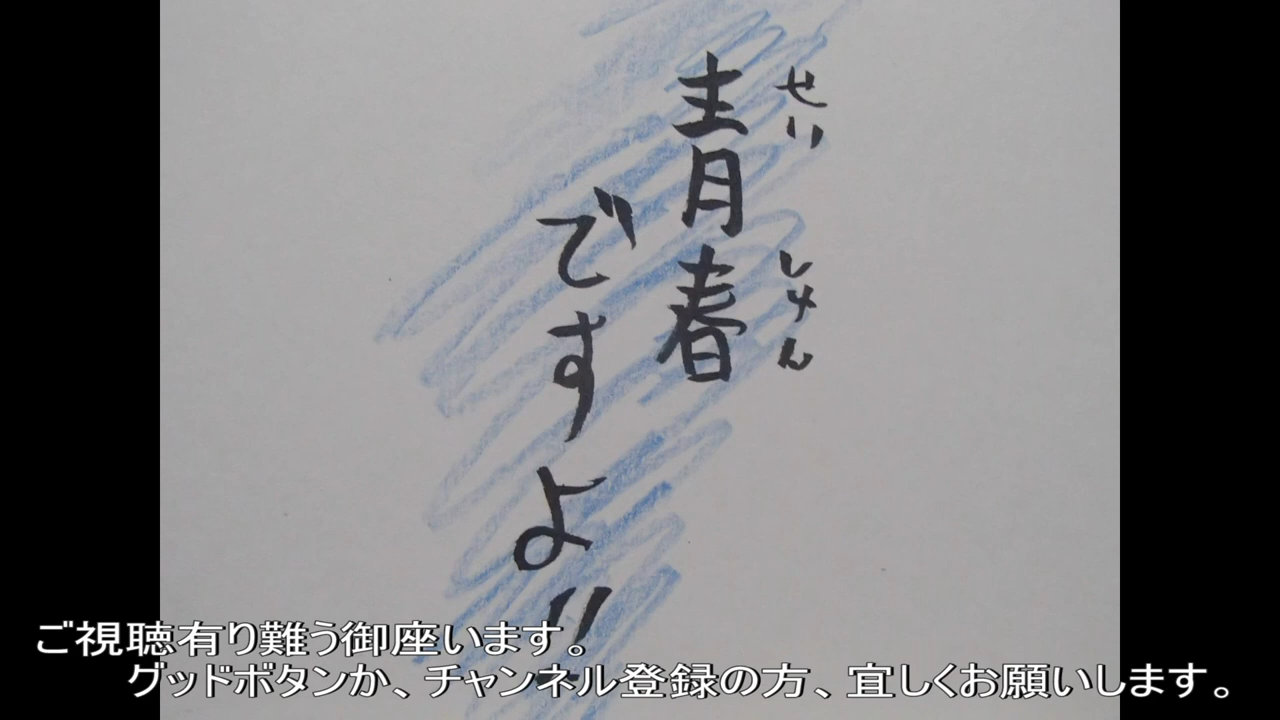 青春
せいしゅん
ですよ!!
ご視聴有り難う御座います。
グッドボタンか、チャンネル登録の方、宜しくお願いします。